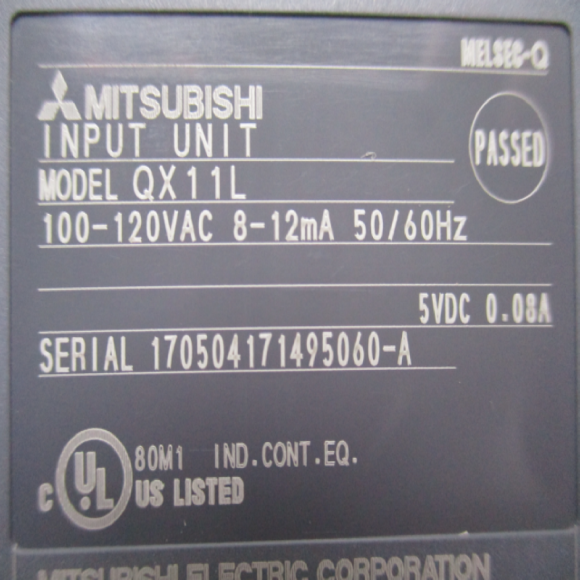 MELSEC-Q
MITSUBISHI
INPUT UNIT
PASSED
MODEL QX11L
100-120VAC 8-12mA 50/60Hz
5VDC 0.08A
SERIAL 170504171495060-A
C UL US LISTED
80M1 IND.CONT.EQ.
MITSUBISHI ELECTRIC CORPORATION